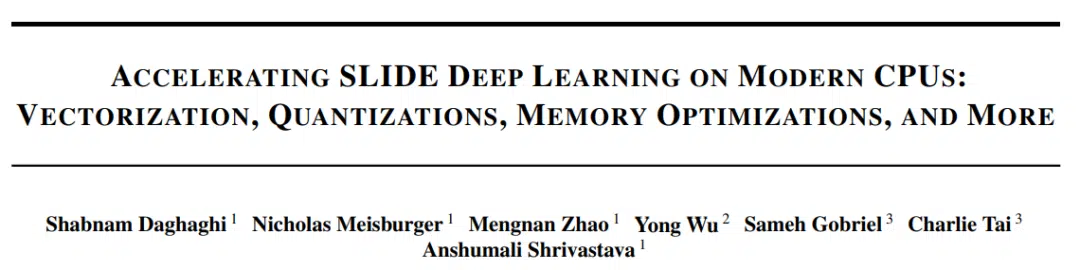 ACCELERATING SLIDE DEEP LEARNING ON MODERN CPUS:
VECTORIZATION, QUANTIZATIONS, MEMORY OPTIMIZATIONS, AND MORE
Shabnam Daghaghi 1 Nicholas Meisburger 1 Mengnan Zhao 1 Yong Wu 2 Sameh Gobriel 3 Charlie Tai 3
Anshumali Shrivastava 1